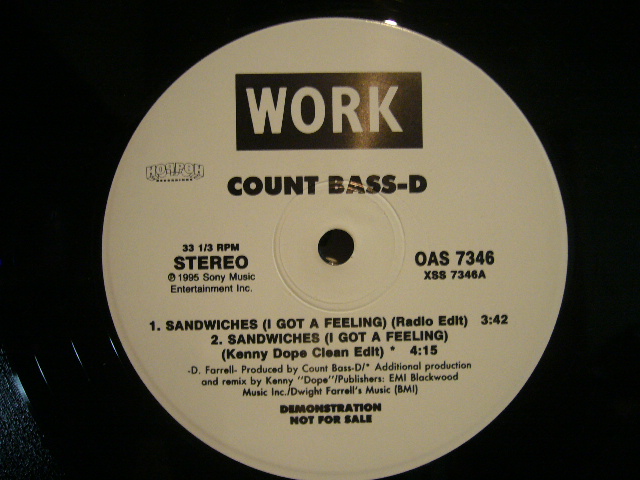 WORK
HOPPOH
RECORDINGS
COUNT BASS-D
33 1/3 RPM
STEREO
℗ 1995 Sony Music
Entertainment Inc.
OAS 7346
XSS 7346A
1. SANDWICHES (I GOT A FEELING) (Radio Edit) 3:42
2. SANDWICHES (I GOT A FEELING)
(Kenny Dope Clean Edit) * 4:15
-D. Farrell- Produced by Count Bass-D/* Additional production
and remix by Kenny "Dope"/Publishers: EMI Blackwood
Music Inc./Dwight Farrell's Music (BMI)
DEMONSTRATION
NOT FOR SALE